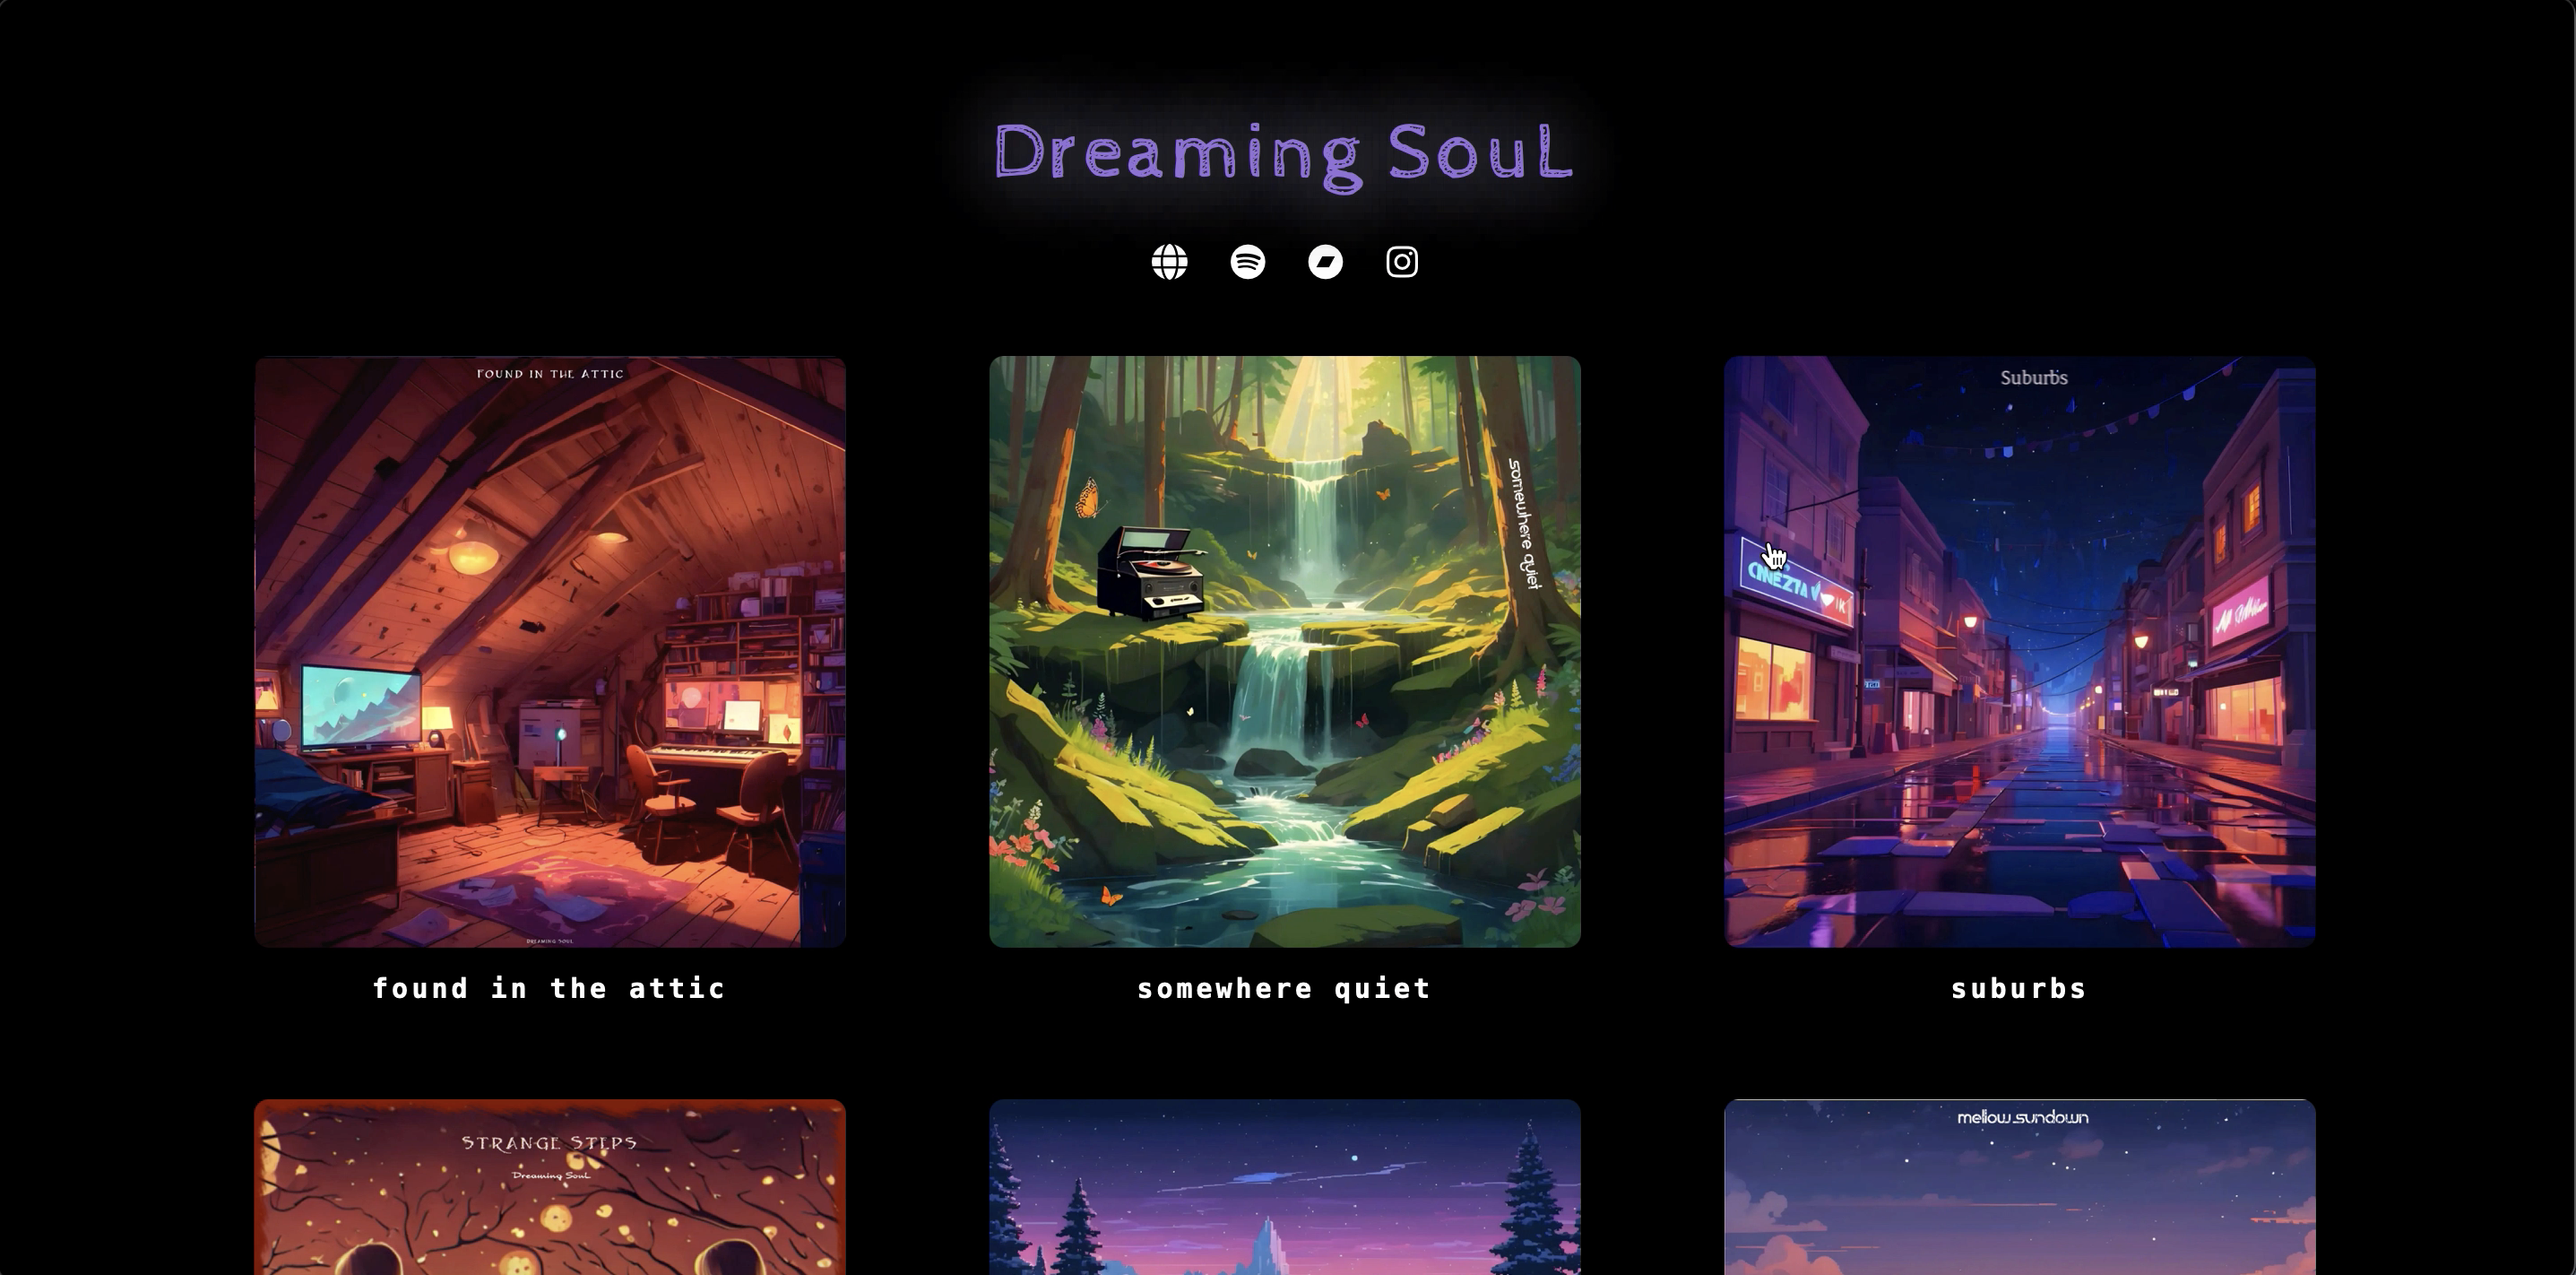 Dreaming SouL
FOUND IN THE ATTIC
somewhere quiet
Suburbs
DREAMING SOUL
found in the attic
somewhere quiet
suburbs
STRANGE STEPS
Dreaming SouL
mellow sundown